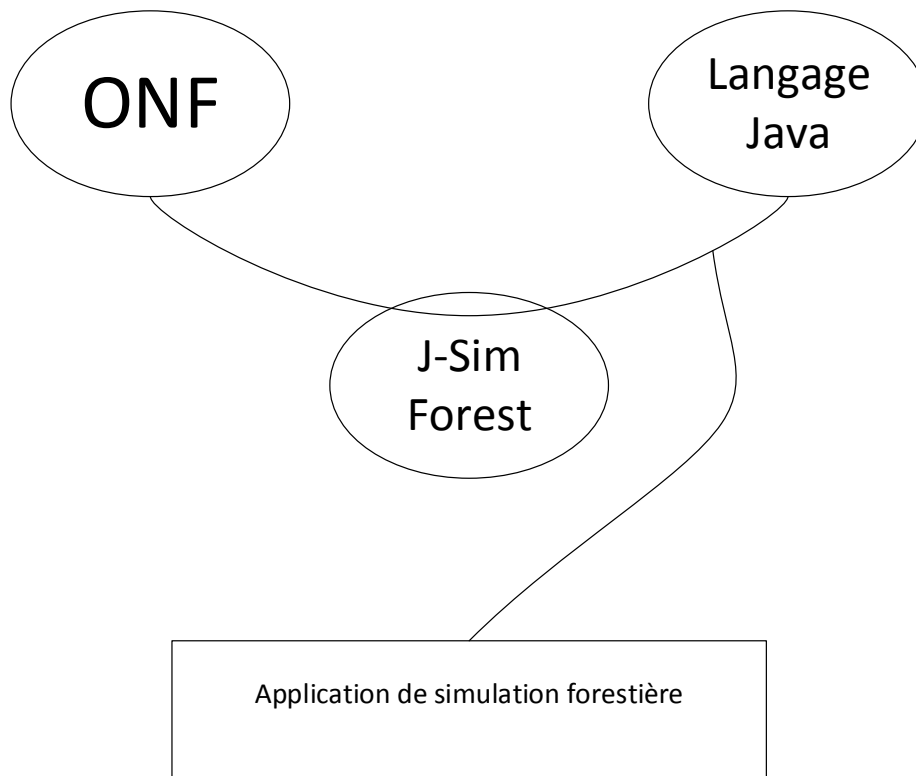 ONF
Langage
Java
J-Sim
Forest
Application de simulation forestière